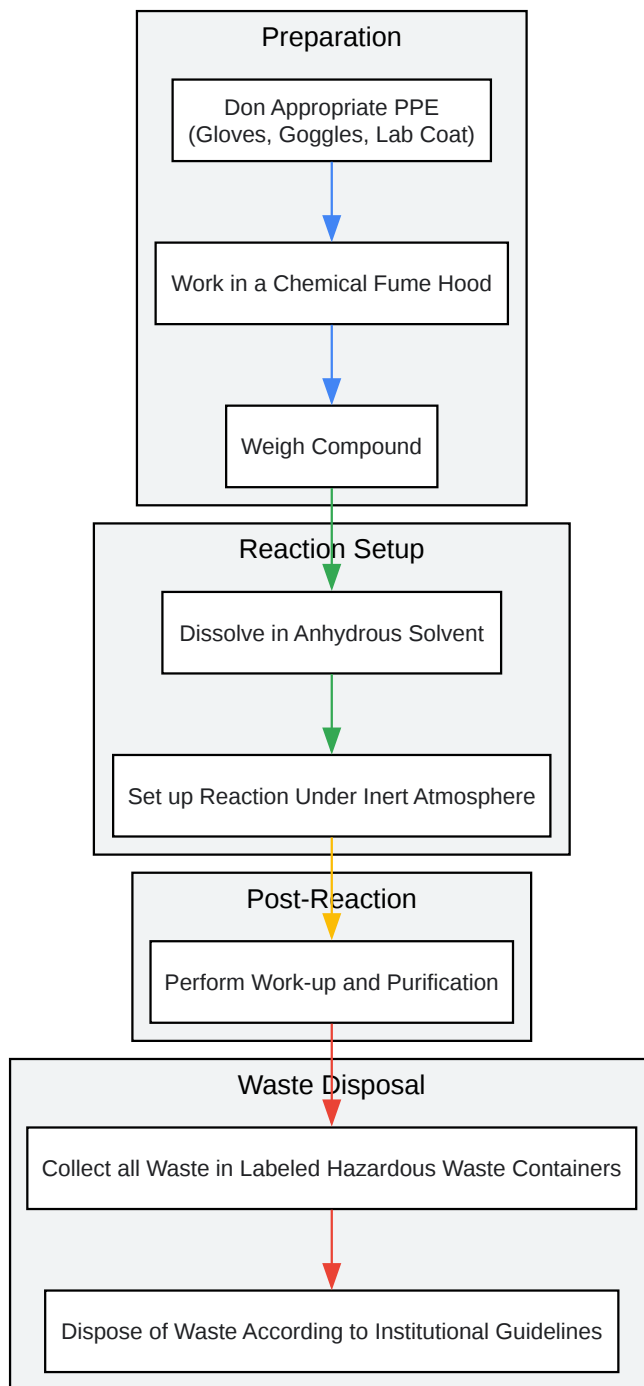 Preparation
Don Appropriate PPE
(Gloves, Goggles, Lab Coat)
Work in a Chemical Fume Hood
Weigh Compound
Reaction Setup
Dissolve in Anhydrous Solvent
Set up Reaction Under Inert Atmosphere
Post-Reaction
Perform Work-up and Purification
Waste Disposal
Collect all Waste in Labeled Hazardous Waste Containers
Dispose of Waste According to Institutional Guidelines